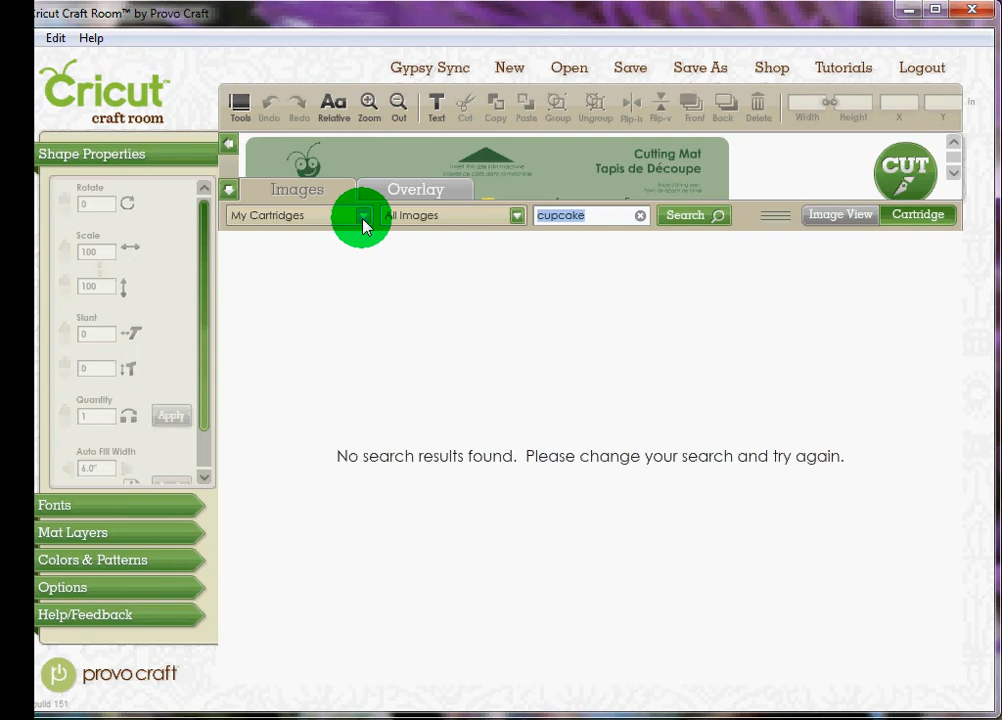 ricut Craft Room™ by Provo Craft
Edit Help
Cricut™
craft room
Gypsy Sync New Open Save Save As Shop Tutorials Logout
Tools Undo Redo Aa Relative Zoom Out Text Cut Copy Paste Group Ungroup Flip-h Flip-v Front Back Delete Width Height X Y In
Shape Properties
Rotate
0
Scale
100
100
Slant
0
0
Quantity
1 Apply
Auto Fill Width
6.0"
Fonts
Mat Layers
Colors & Patterns
Options
Help/Feedback
provo craft
build 151
Cutting Mat
Tapis de Découpe
CUT
Images Overlay
My Cartridges All Images cupcake Search Image View Cartridge
No search results found. Please change your search and try again.